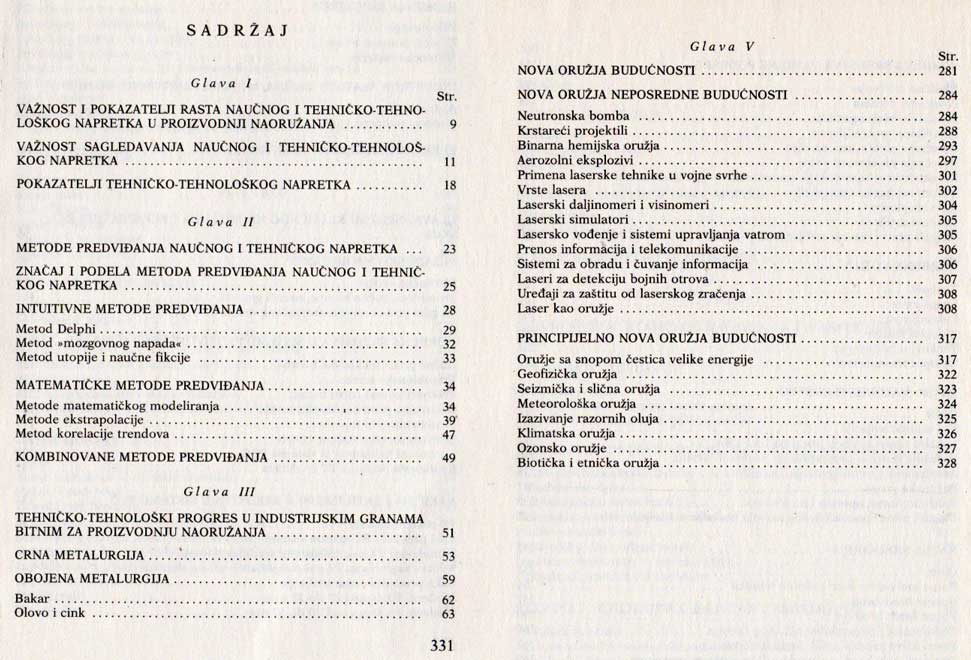 SADRŽAJ
Glava I
Str.
VAŽNOST I POKAZATELJI RASTA NAUČNOG I TEHNIČKO-TEHNO-
LOŠKOG NAPRETKA U PROIZVODNJI NAORUŽANJA ............ 9
VAŽNOST SAGLEDAVANJA NAUČNOG I TEHNIČKO-TEHNOLOŠ-
KOG NAPRETKA ............ 11
POKAZATELJI TEHNIČKO-TEHNOLOŠKOG NAPRETKA ............ 18
Glava II
METODE PREDVIĐANJA NAUČNOG I TEHNIČKOG NAPRETKA ... 23
ZNAČAJ I PODELA METODA PREDVIĐANJA NAUČNOG I TEHNIČ-
KOG NAPRETKA ............ 25
INTUITIVNE METODE PREDVIĐANJA ............ 28
Metod Delphi ............ 29
Metod »mozgovnog napada« ............ 32
Metod utopije i naučne fikcije ............ 33
MATEMATIČKE METODE PREDVIĐANJA ............ 34
Metode matematičkog modeliranja ............ 34
Metode ekstrapolacije ............ 39
Metod korelacije trendova ............ 47
KOMBINOVANE METODE PREDVIĐANJA ............ 49
Glava III
TEHNIČKO-TEHNOLOŠKI PROGRES U INDUSTRIJSKIM GRANAMA
BITNIM ZA PROIZVODNJU NAORUŽANJA ............ 51
CRNA METALURGIJA ............ 53
OBOJENA METALURGIJA ............ 59
Bakar ............ 62
Olovo i cink ............ 63
331
Glava V
Str.
NOVA ORUŽJA BUDUĆNOSTI ............ 281
NOVA ORUŽJA NEPOSREDNE BUDUĆNOSTI ............ 284
Neutronska bomba ............ 284
Krstareći projektili ............ 288
Binarna hemijska oružja ............ 293
Aerozolni eksplozivi ............ 297
Primena laserske tehnike u vojne svrhe ............ 301
Vrste lasera ............ 302
Laserski daljinomeri i visinomeri ............ 304
Laserski simulatori ............ 305
Lasersko vođenje i sistemi upravljanja vatrom ............ 305
Prenos informacija i telekomunikacije ............ 306
Sistemi za obradu i čuvanje informacija ............ 306
Laseri za detekciju bojnih otrova ............ 307
Uređaji za zaštitu od laserskog zračenja ............ 308
Laser kao oružje ............ 308
PRINCIPIJELNO NOVA ORUŽJA BUDUĆNOSTI ............ 317
Oružje sa snopom čestica velike energije ............ 317
Geofizička oružja ............ 322
Seizmička i slična oružja ............ 323
Meteorološka oružja ............ 324
Izazivanje razornih oluja ............ 325
Klimatska oružja ............ 326
Ozonsko oružje ............ 327
Biotička i etnička oružja ............ 328